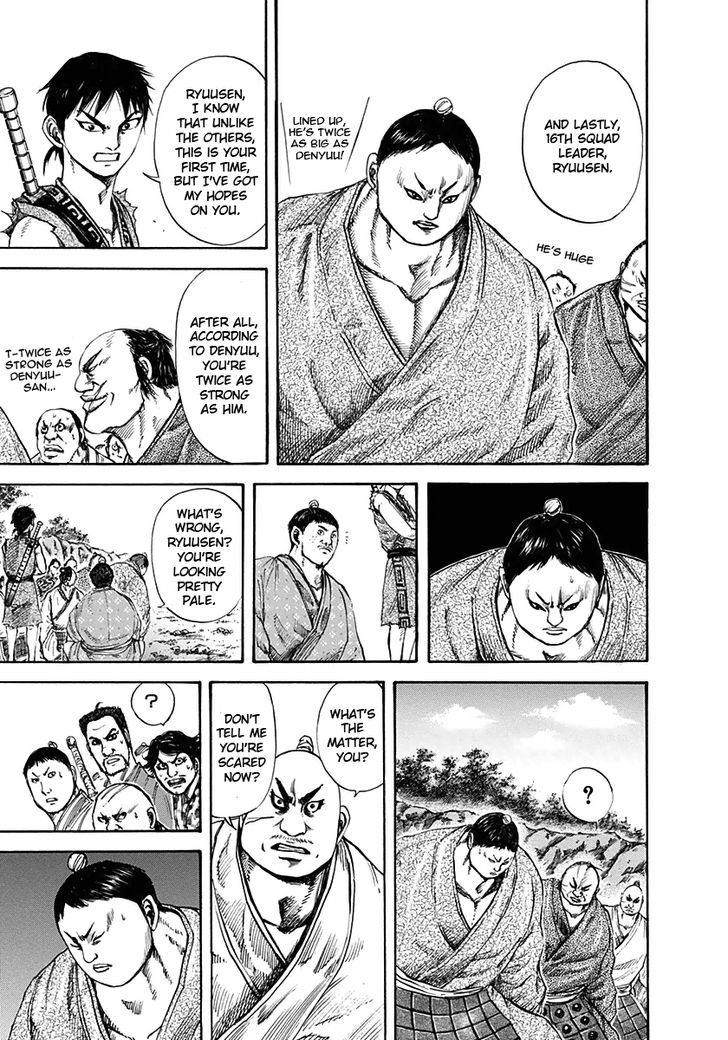 AND LASTLY,
16TH SQUAD
LEADER,
RYUUSEN.
LINED UP,
HE'S TWICE
AS BIG AS
DENYUU!
HE'S HUGE
RYUUSEN,
I KNOW
THAT UNLIKE
THE OTHERS,
THIS IS YOUR
FIRST TIME,
BUT I'VE GOT
MY HOPES
ON YOU.
AFTER ALL,
ACCORDING
TO DENYUU,
YOU'RE
TWICE AS
STRONG
AS HIM.
T-TWICE AS
STRONG AS
DENYUU-
SAN...
WHAT'S
WRONG,
RYUUSEN?
YOU'RE
LOOKING
PRETTY
PALE.
?
WHAT'S
THE
MATTER,
YOU?
DON'T
TELL ME
YOU'RE
SCARED
NOW?
?